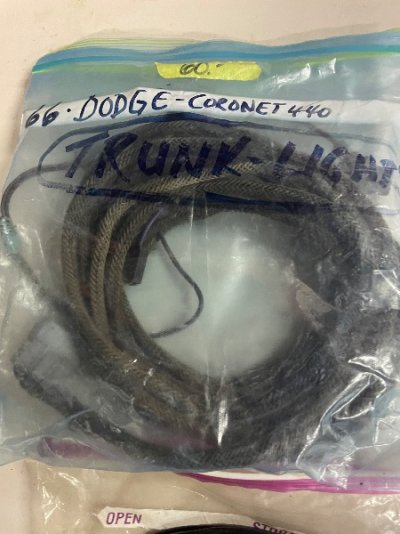 60.-
66. DODGE-CORONET 440
TRUNK-LIGHT
OPEN